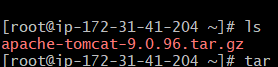 [root@ip-172-31-41-204 ~]# ls
apache-tomcat-9.0.96.tar.gz
[root@ip-172-31-41-204 ~]# tar